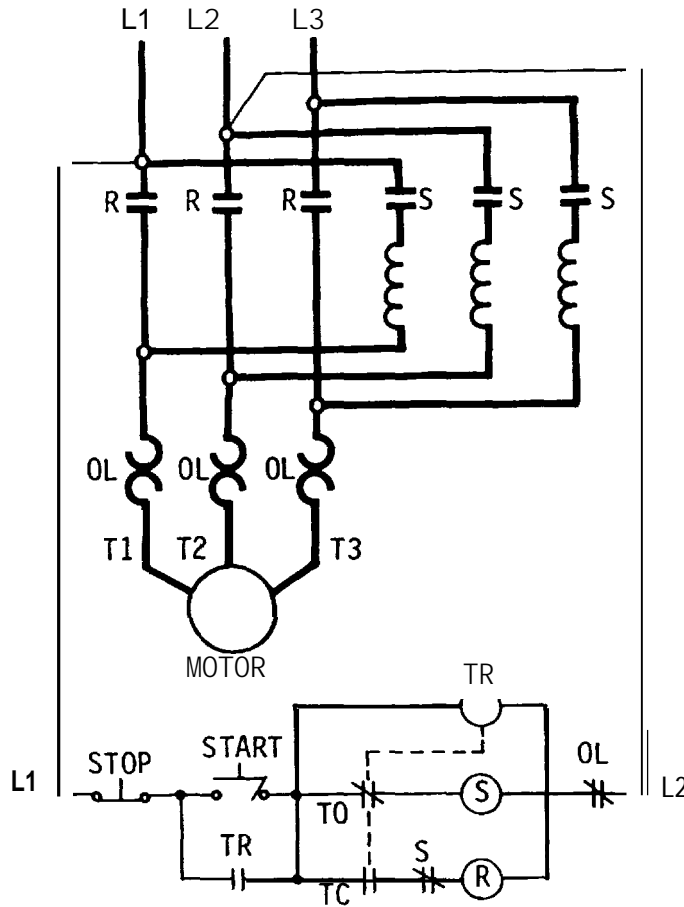 L1 L2 L3
R R R S S S
OL OL OL
T1 T2 T3
MOTOR
TR
START OL
L1 STOP TO S L2
TR S
TC R